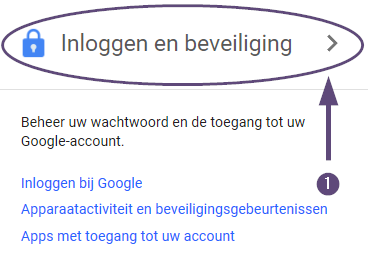 Inloggen en beveiliging
Beheer uw wachtwoord en de toegang tot uw
Google-account.
1
Inloggen bij Google
Apparaatactiviteit en beveiligingsgebeurtenissen
Apps met toegang tot uw account